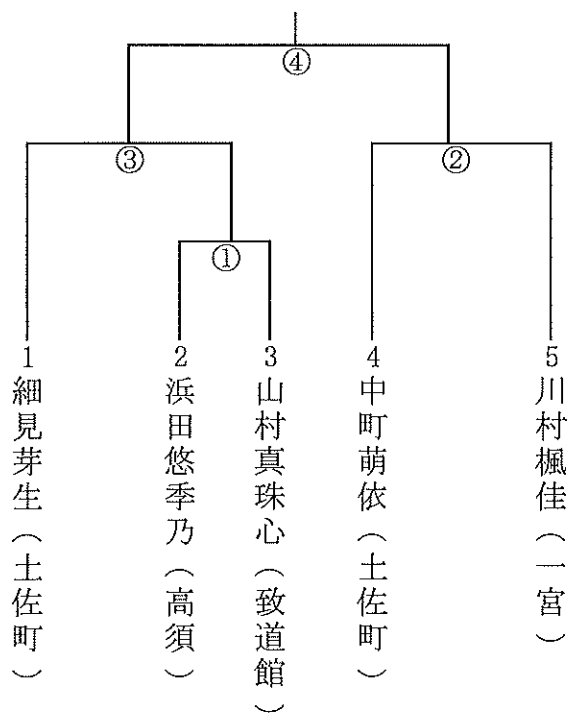 ④
③
②
①
1 細見芽生（土佐町）
2 浜田悠季乃（高須）
3 山村真珠心（致道館）
4 中町萌依（土佐町）
5 川村楓佳（一宮）